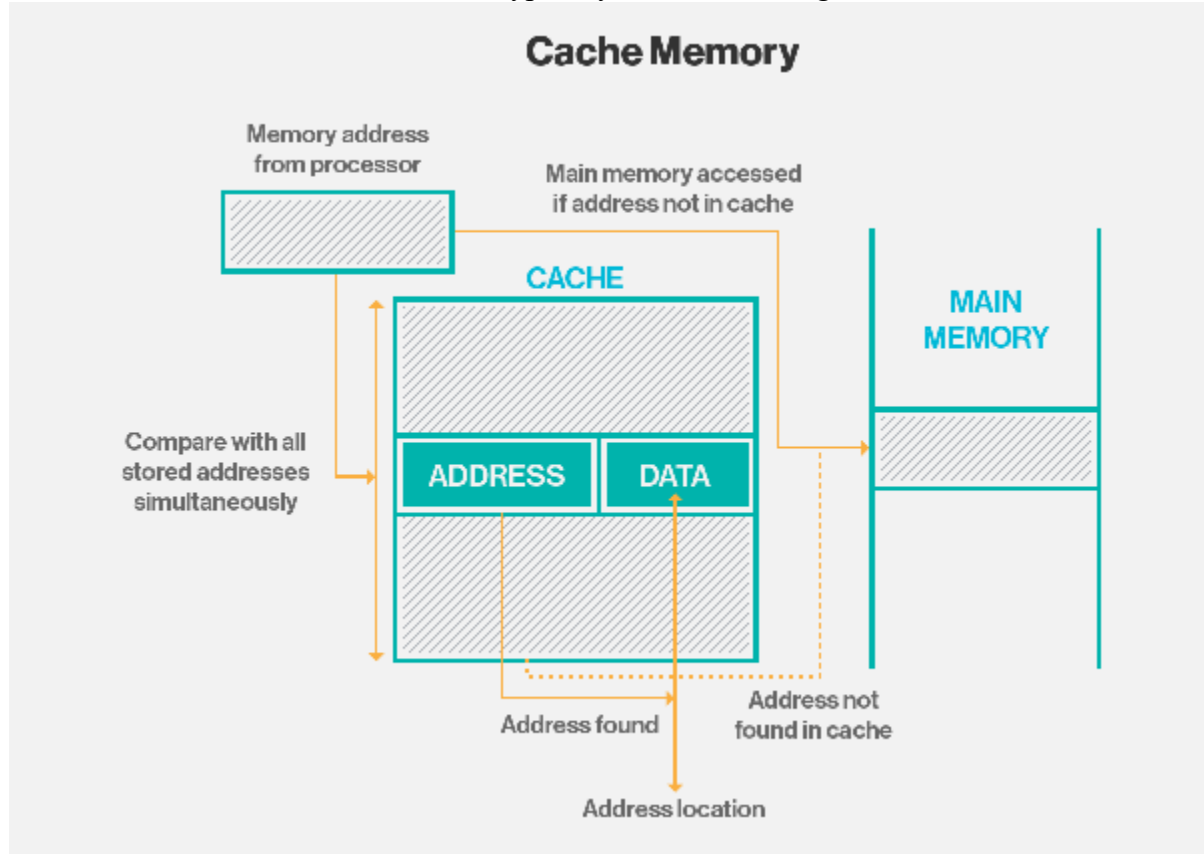 Cache Memory
Memory address
from processor
Main memory accessed
if address not in cache
CACHE
MAIN
MEMORY
Compare with all
stored addresses
simultaneously
ADDRESS
DATA
Address found
Address not
found in cache
Address location